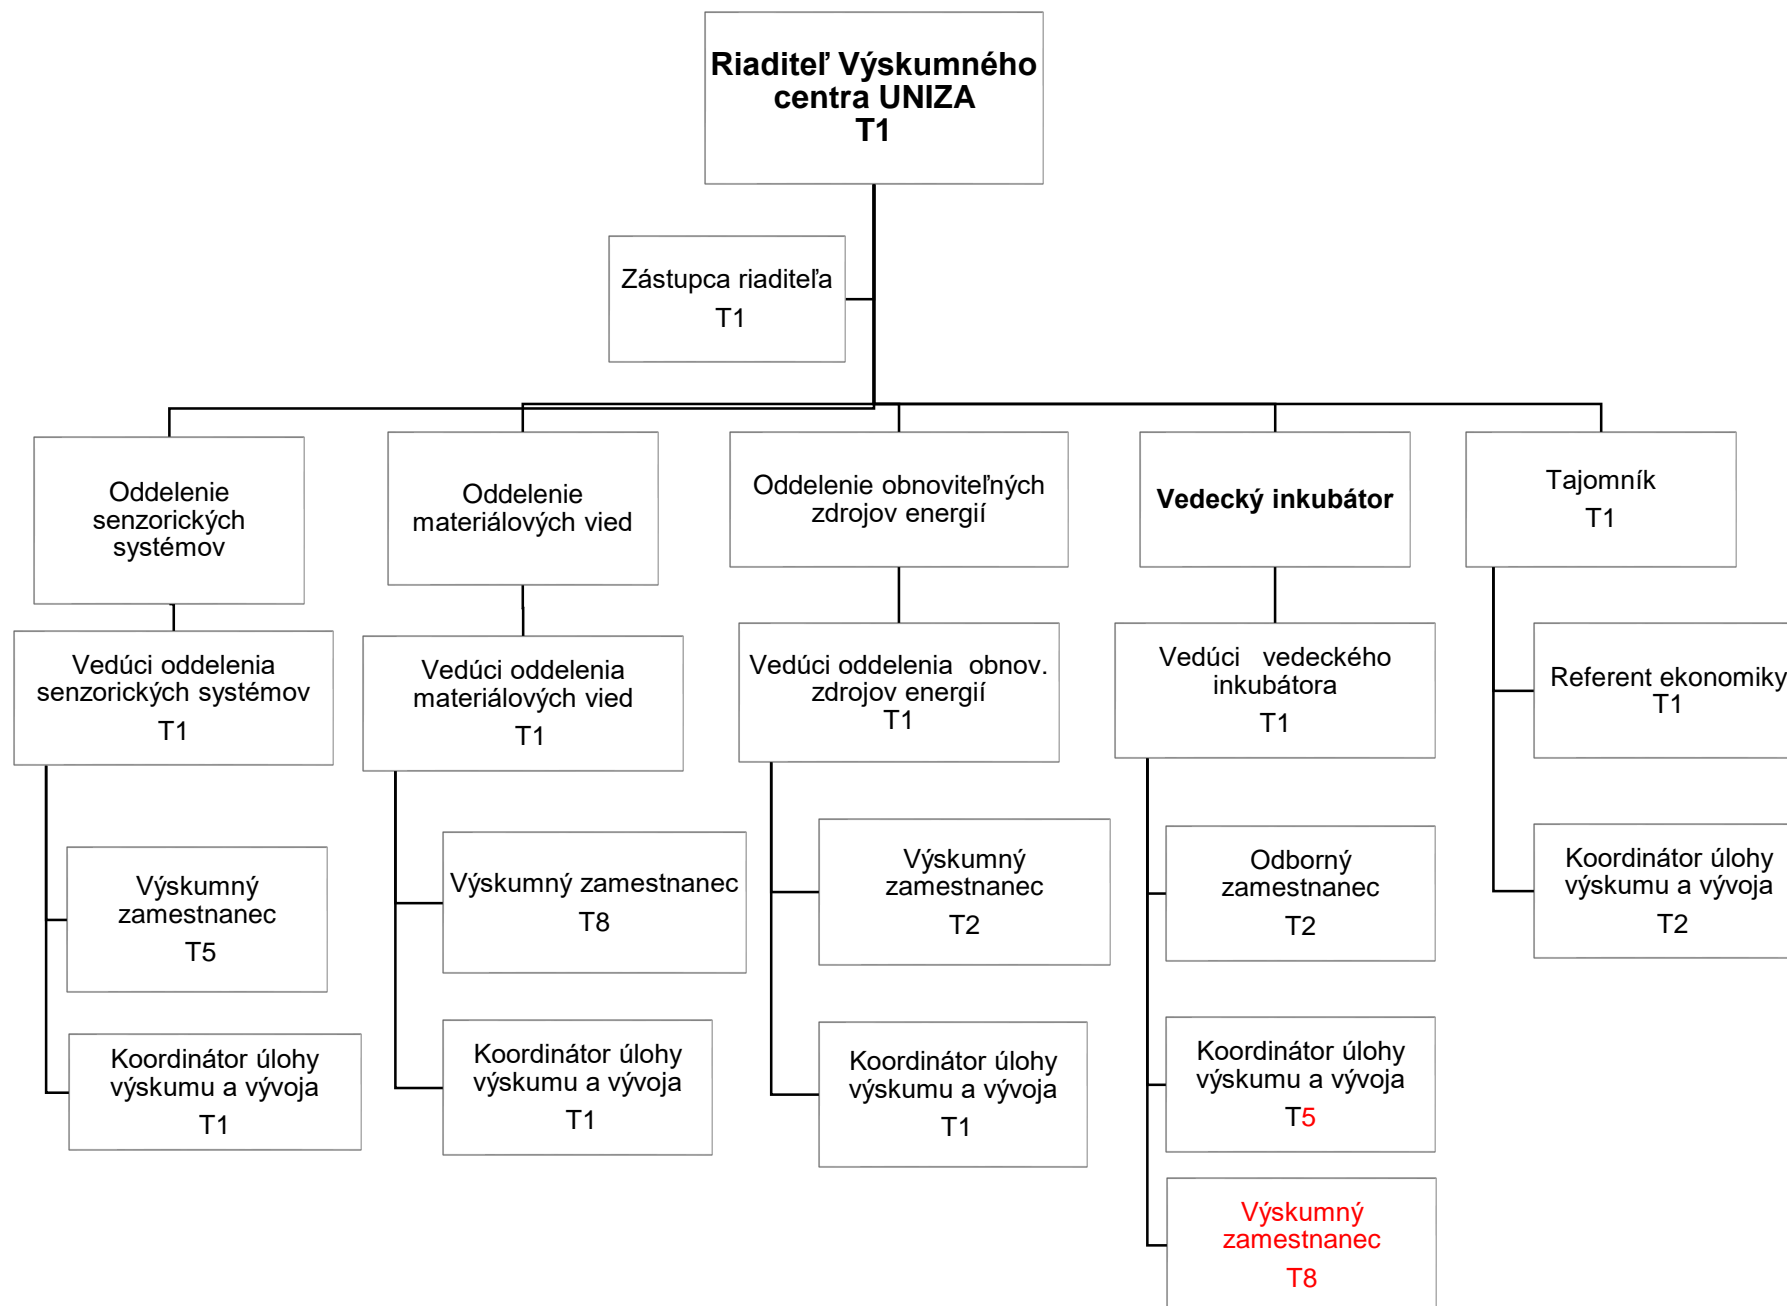 Riaditeľ Výskumného
centra UNIZA
T1
Zástupca riaditeľa
T1
Oddelenie
senzorických
systémov
Oddelenie
materiálových vied
Oddelenie obnoviteľných
zdrojov energií
Vedecký inkubátor
Tajomník
T1
Vedúci oddelenia
senzorických systémov
T1
Vedúci oddelenia
materiálových vied
T1
Vedúci oddelenia  obnov.
zdrojov energií
T1
Vedúci   vedeckého
inkubátora
T1
Referent ekonomiky
T1
Výskumný
zamestnanec
T5
Výskumný zamestnanec
T8
Výskumný
zamestnanec
T2
Odborný
zamestnanec
T2
Koordinátor úlohy
výskumu a vývoja
T2
Koordinátor úlohy
výskumu a vývoja
T1
Koordinátor úlohy
výskumu a vývoja
T1
Koordinátor úlohy
výskumu a vývoja
T1
Koordinátor úlohy
výskumu a vývoja
T5
Výskumný
zamestnanec
T8